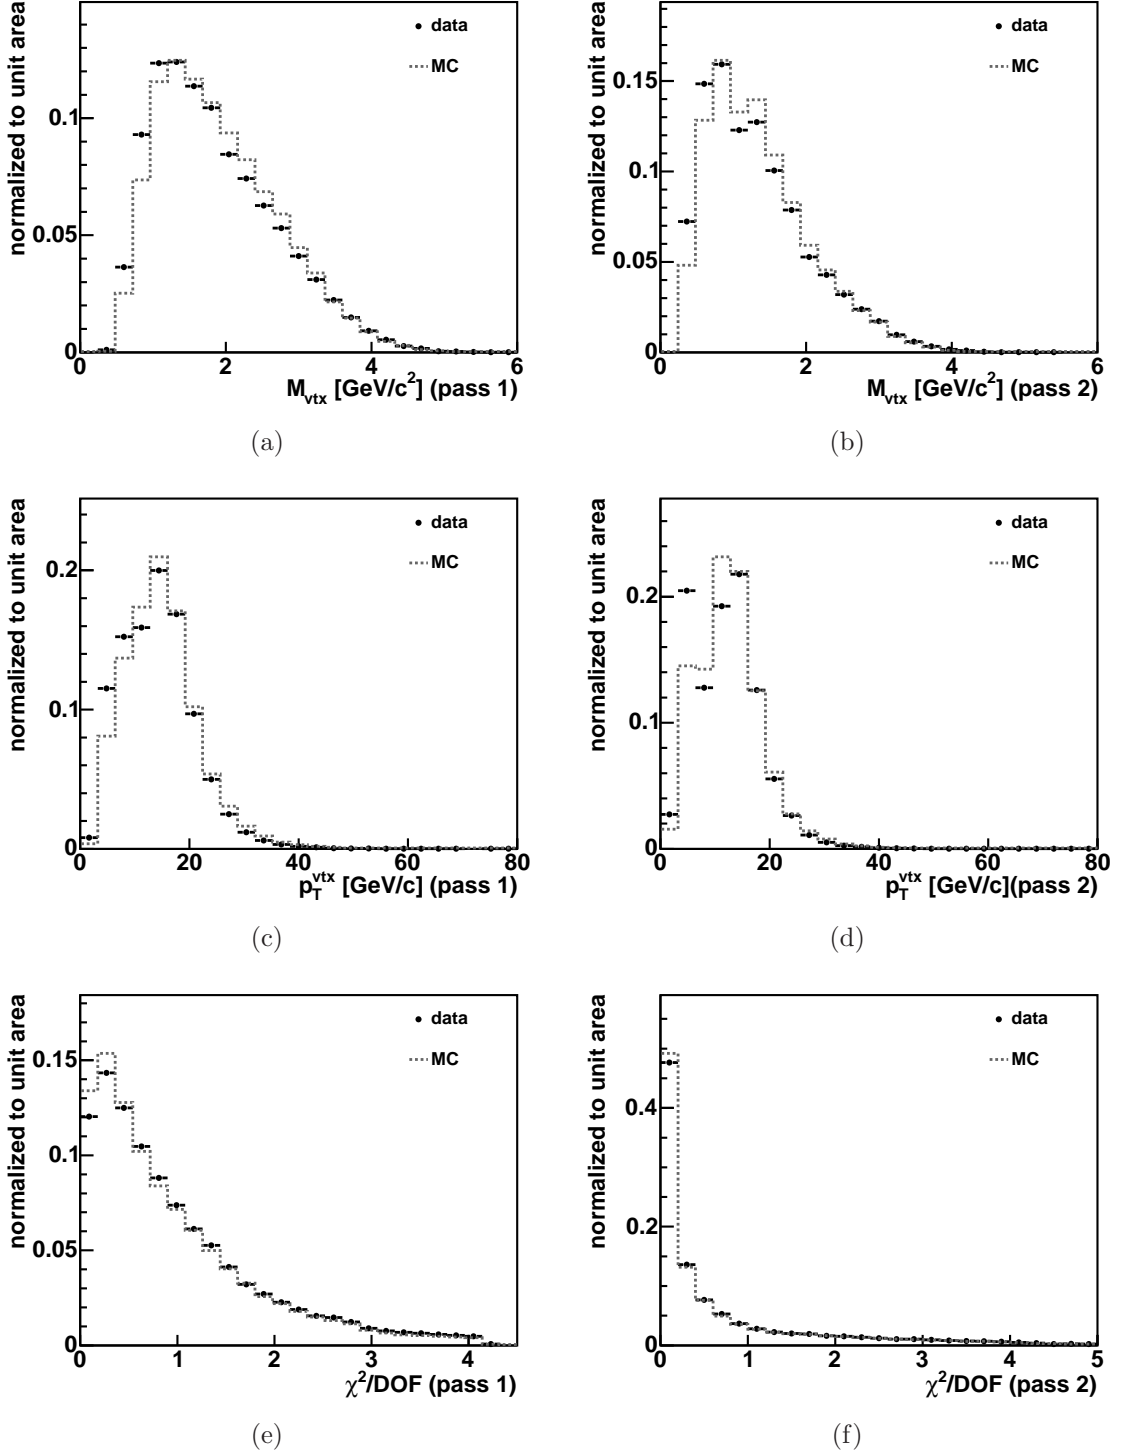 normalized to unit area
data
MC
0.1
0.05
0
0 2 4 6
M_vtx [GeV/c²] (pass 1)
(a)
normalized to unit area
data
MC
0.15
0.1
0.05
0
0 2 4 6
M_vtx [GeV/c²] (pass 2)
(b)
normalized to unit area
data
MC
0.2
0.1
0
0 20 40 60 80
p_T^vtx [GeV/c] (pass 1)
(c)
normalized to unit area
data
MC
0.2
0.1
0
0 20 40 60 80
p_T^vtx [GeV/c](pass 2)
(d)
normalized to unit area
data
MC
0.15
0.1
0.05
0
0 1 2 3 4
χ²/DOF (pass 1)
(e)
normalized to unit area
data
MC
0.4
0.2
0
0 1 2 3 4 5
χ²/DOF (pass 2)
(f)